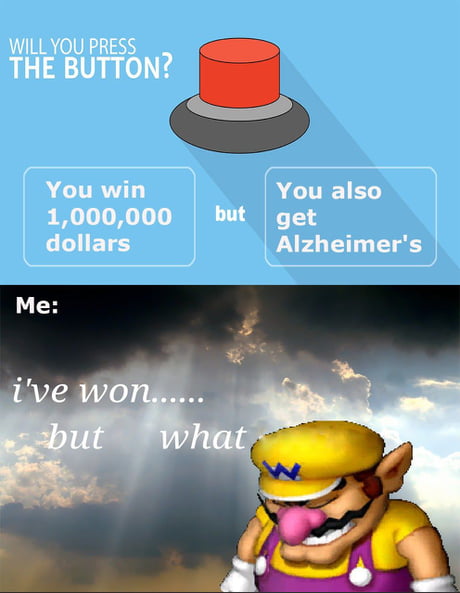 WILL YOU PRESS
THE BUTTON?
You win
1,000,000
dollars
but
You also
get
Alzheimer's
Me:
i've won......
but what
W